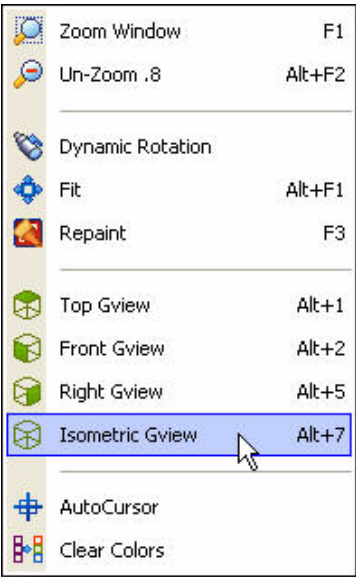 Zoom Window F1
Un-Zoom .8 Alt+F2
Dynamic Rotation
Fit Alt+F1
Repaint F3
Top Gview Alt+1
Front Gview Alt+2
Right Gview Alt+5
Isometric Gview Alt+7
AutoCursor
Clear Colors